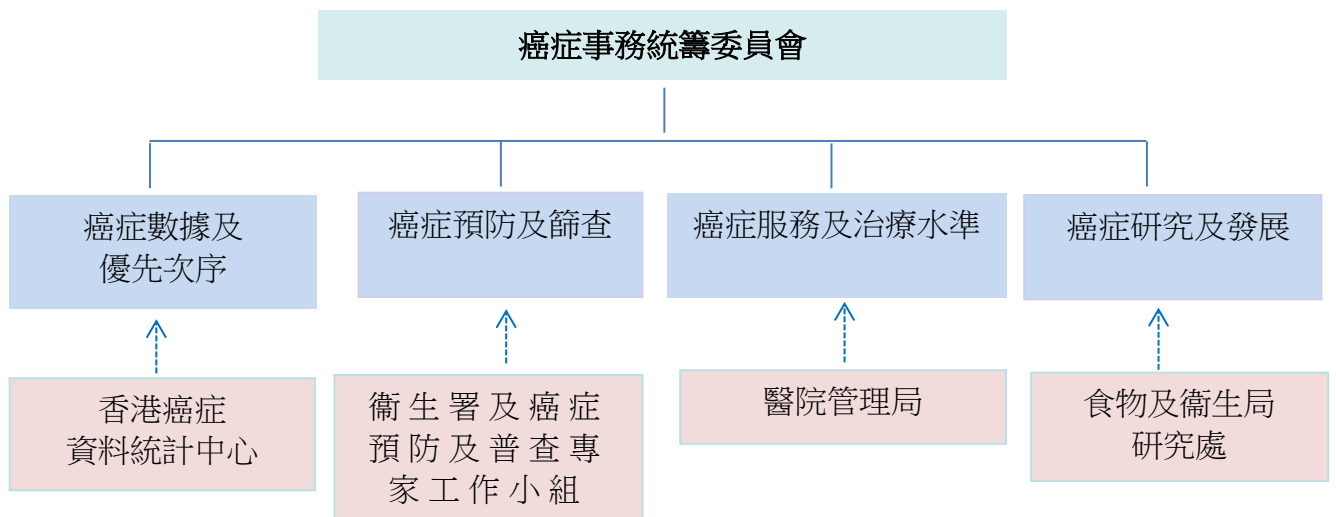 癌症事務統籌委員會
癌症數據及
優先次序
癌症預防及篩查
癌症服務及治療水準
癌症研究及發展
香港癌症
資料統計中心
衞生署及癌症
預防及普查專
家工作小組
醫院管理局
食物及衞生局
研究處